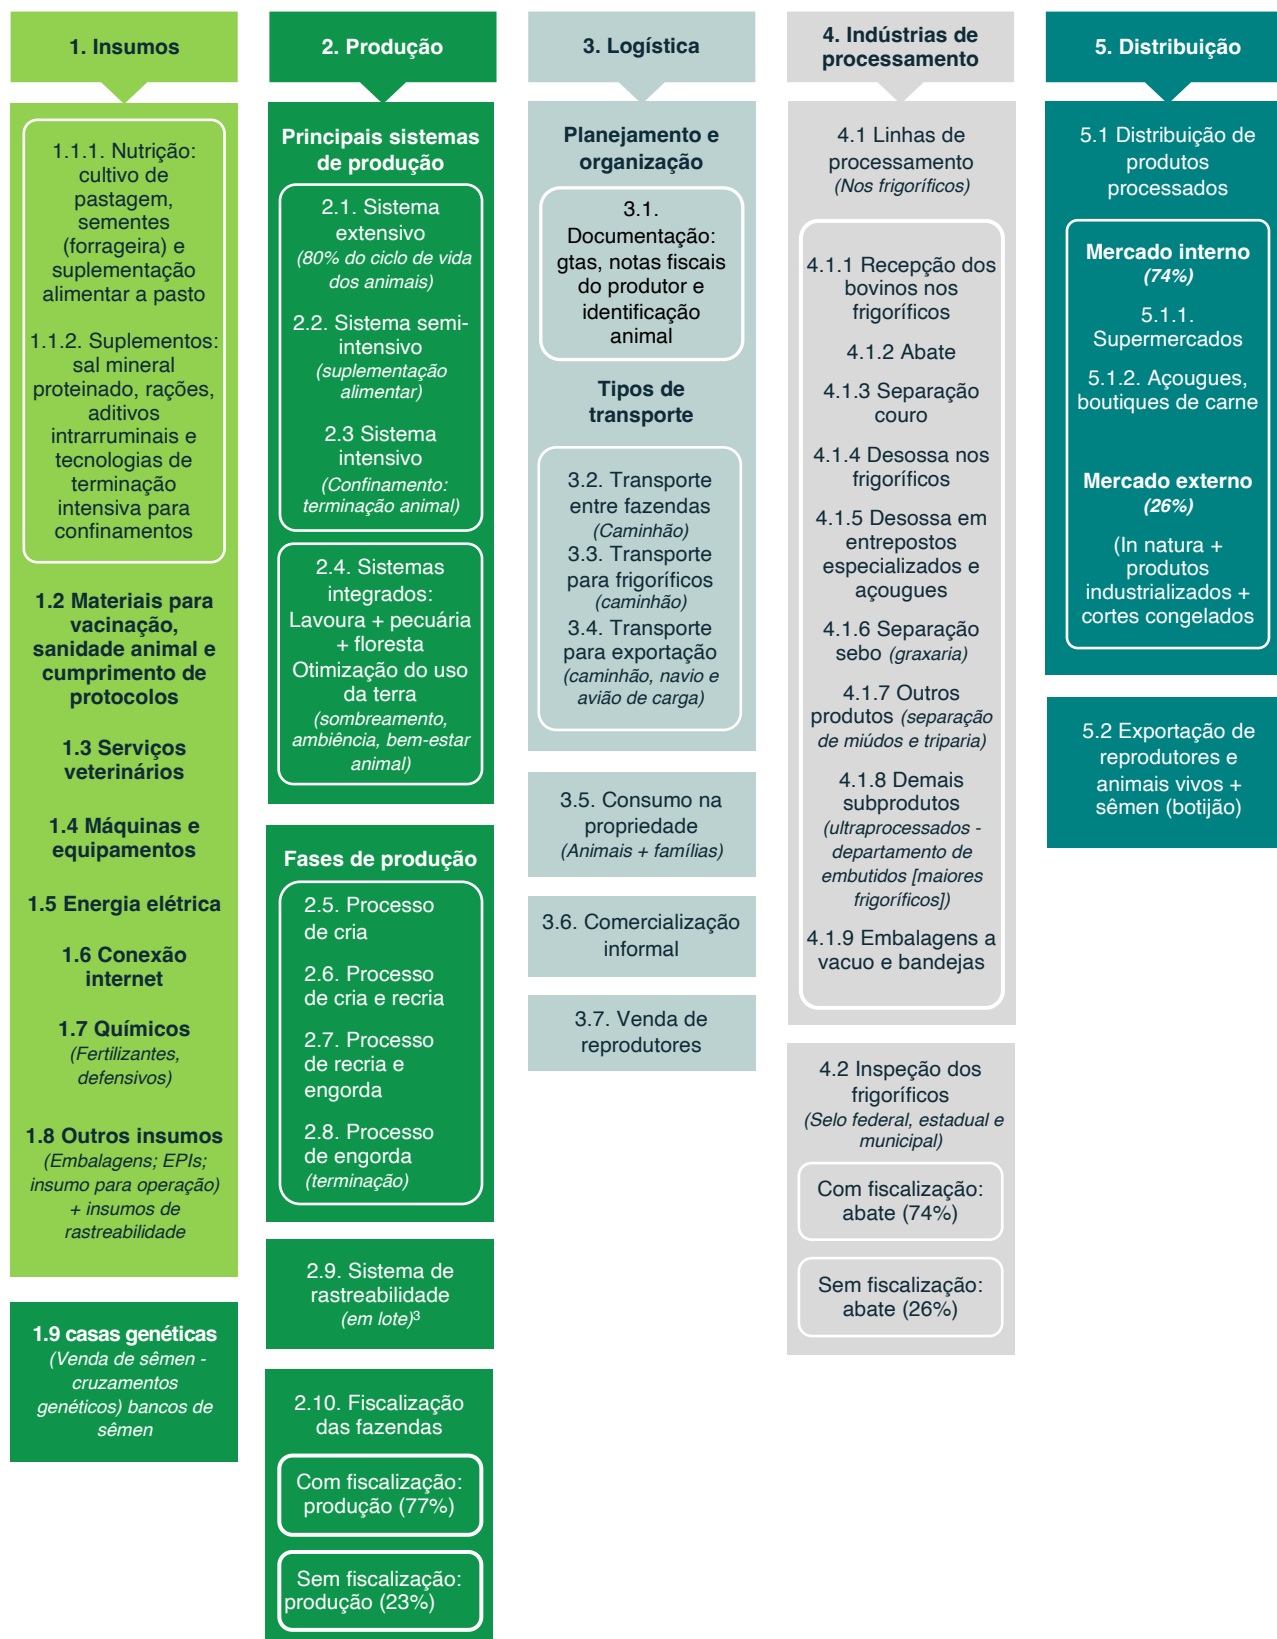 1. Insumos
1.1.1. Nutrição:
cultivo de
pastagem,
sementes
(forrageira) e
suplementação
alimentar a pasto
1.1.2. Suplementos:
sal mineral
proteinado, rações,
aditivos
intrarruminais e
tecnologias de
terminação
intensiva para
confinamentos
1.2 Materiais para
vacinação,
sanidade animal e
cumprimento de
protocolos
1.3 Serviços
veterinários
1.4 Máquinas e
equipamentos
1.5 Energia elétrica
1.6 Conexão
internet
1.7 Químicos
(Fertilizantes,
defensivos)
1.8 Outros insumos
(Embalagens; EPIs;
insumo para operação)
+ insumos de
rastreabilidade
1.9 casas genéticas
(Venda de sêmen -
cruzamentos
genéticos) bancos de
sêmen
2. Produção
Principais sistemas
de produção
2.1. Sistema
extensivo
(80% do ciclo de vida
dos animais)
2.2. Sistema semi-
intensivo
(suplementação
alimentar)
2.3 Sistema
intensivo
(Confinamento:
terminação animal)
2.4. Sistemas
integrados:
Lavoura + pecuária
+ floresta
Otimização do uso
da terra
(sombreamento,
ambiência, bem-estar
animal)
Fases de produção
2.5. Processo
de cria
2.6. Processo
de cria e recria
2.7. Processo
de recria e
engorda
2.8. Processo
de engorda
(terminação)
2.9. Sistema de
rastreabilidade
(em lote)³
2.10. Fiscalização
das fazendas
Com fiscalização:
produção (77%)
Sem fiscalização:
produção (23%)
3. Logística
Planejamento e
organização
3.1.
Documentação:
gtas, notas fiscais
do produtor e
identificação
animal
Tipos de
transporte
3.2. Transporte
entre fazendas
(Caminhão)
3.3. Transporte
para frigoríficos
(caminhão)
3.4. Transporte
para exportação
(caminhão, navio e
avião de carga)
3.5. Consumo na
propriedade
(Animais + famílias)
3.6. Comercialização
informal
3.7. Venda de
reprodutores
4. Indústrias de
processamento
4.1 Linhas de
processamento
(Nos frigoríficos)
4.1.1 Recepção dos
bovinos nos
frigoríficos
4.1.2 Abate
4.1.3 Separação
couro
4.1.4 Desossa nos
frigoríficos
4.1.5 Desossa em
entrepostos
especializados e
açougues
4.1.6 Separação
sebo (graxaria)
4.1.7 Outros
produtos (separação
de miúdos e triparia)
4.1.8 Demais
subprodutos
(ultraprocessados -
departamento de
embutidos [maiores
frigoríficos])
4.1.9 Embalagens a
vacuo e bandejas
4.2 Inspeção dos
frigoríficos
(Selo federal, estadual e
municipal)
Com fiscalização:
abate (74%)
Sem fiscalização:
abate (26%)
5. Distribuição
5.1 Distribuição de
produtos
processados
Mercado interno
(74%)
5.1.1.
Supermercados
5.1.2. Açougues,
boutiques de carne
Mercado externo
(26%)
(In natura +
produtos
industrializados +
cortes congelados
5.2 Exportação de
reprodutores e
animais vivos +
sêmen (botijão)